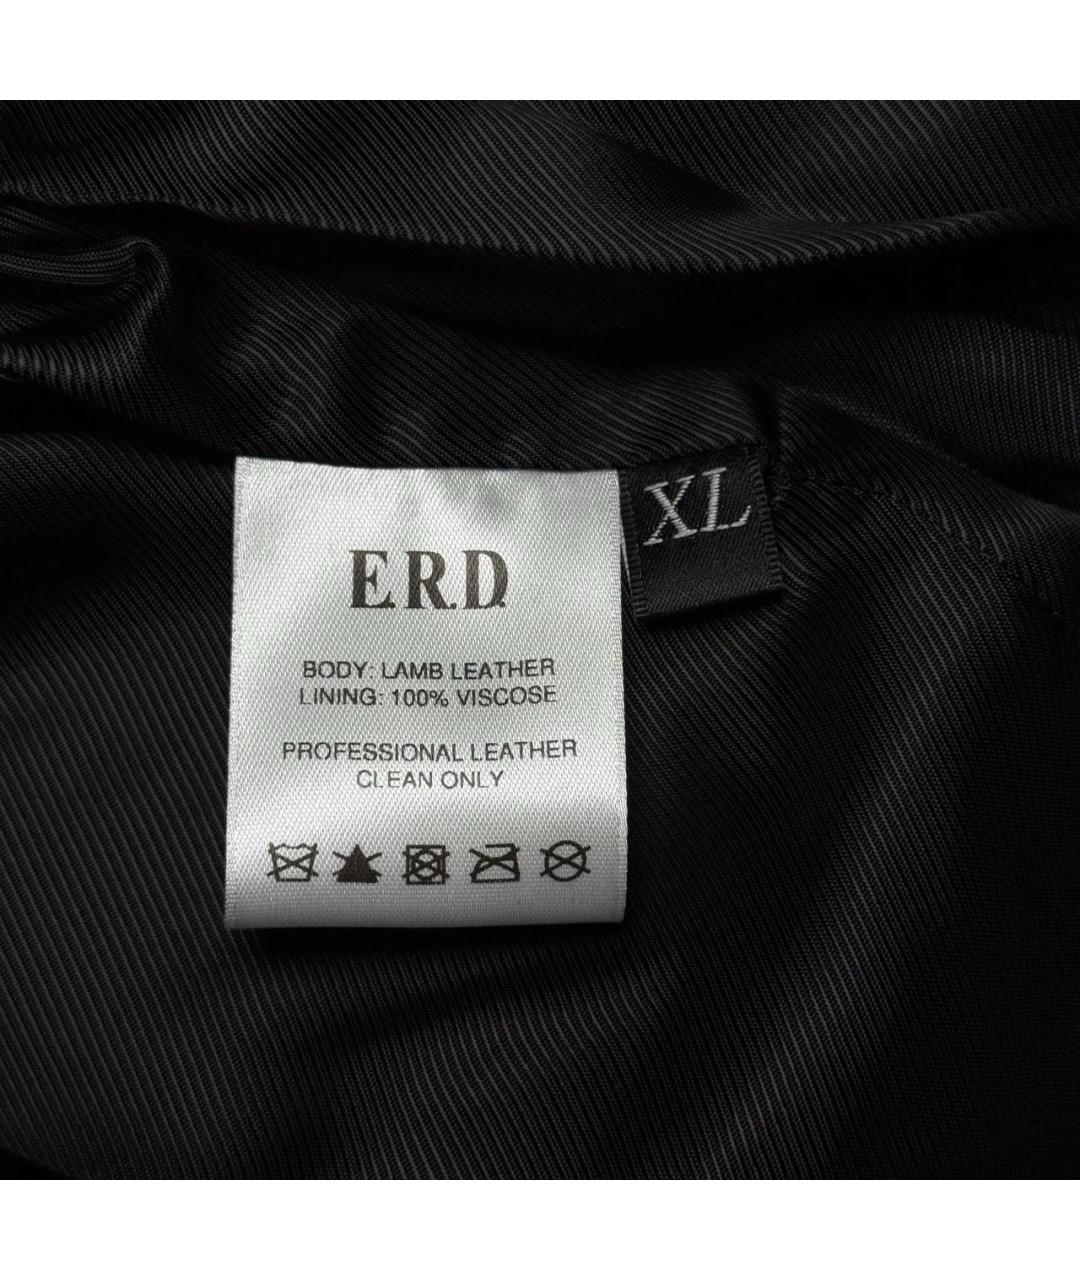 E.R.D.
XL
BODY: LAMB LEATHER
LINING: 100% VISCOSE
PROFESSIONAL LEATHER
CLEAN ONLY